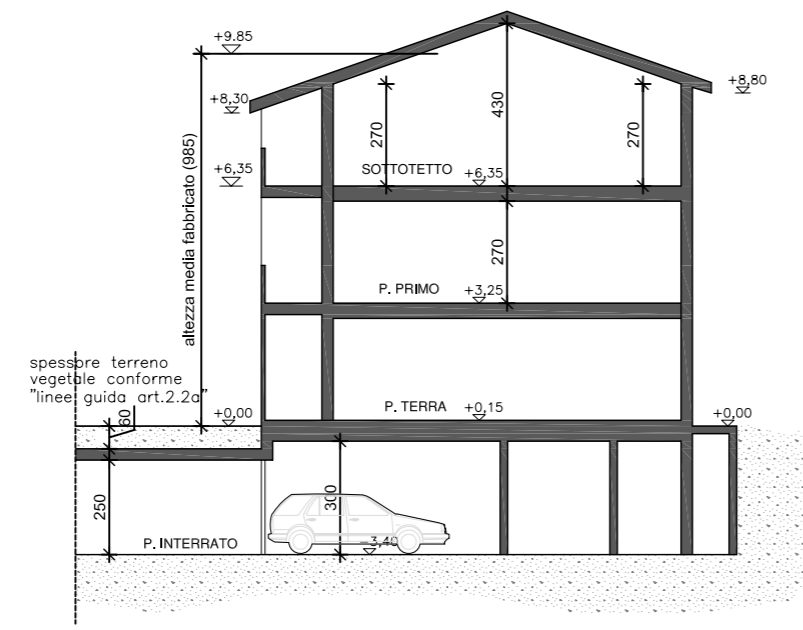 +9.85
+8,80
+8,30
430
270
270
altezza media fabbricato (985)
SOTTOTETTO
+6,35
+6,35
270
P. PRIMO
+3,25
spessore terreno
vegetale conforme
"linee guida art.2.2a"
60
+0,00
P. TERRA
+0,15
+0,00
250
300
P. INTERRATO
-3,40